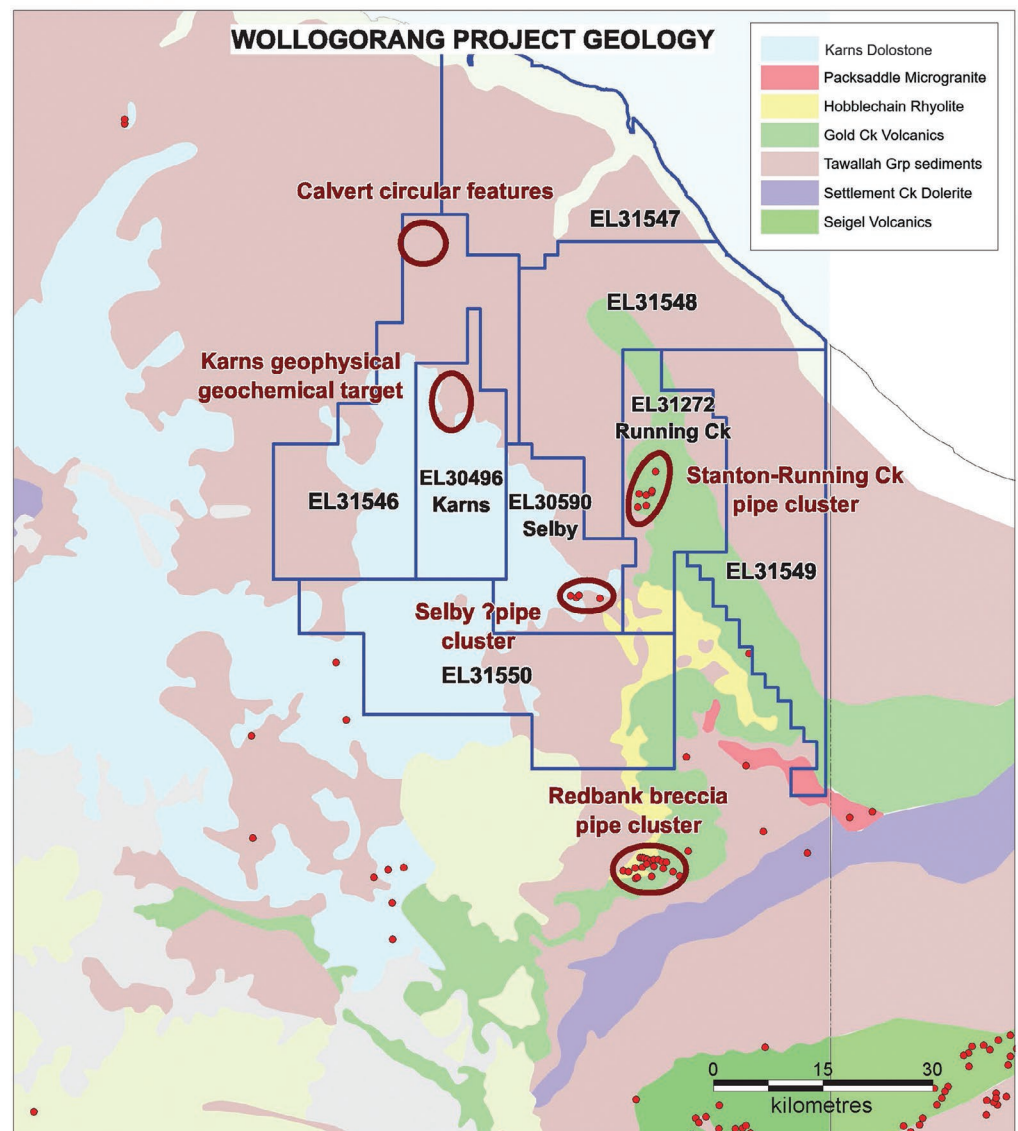 WOLLOGORANG PROJECT GEOLOGY
Karns Dolostone
Packsaddle Microgranite
Hobblechain Rhyolite
Gold Ck Volcanics
Tawallah Grp sediments
Settlement Ck Dolerite
Seigel Volcanics
Calvert circular features
EL31547
EL31548
Karns geophysical
geochemical target
EL31272
Running Ck
EL31546
EL30496
Karns
EL30590
Selby
Stanton-Running Ck
pipe cluster
EL31549
Selby ?pipe
cluster
EL31550
Redbank breccia
pipe cluster
0 15 30
kilometres